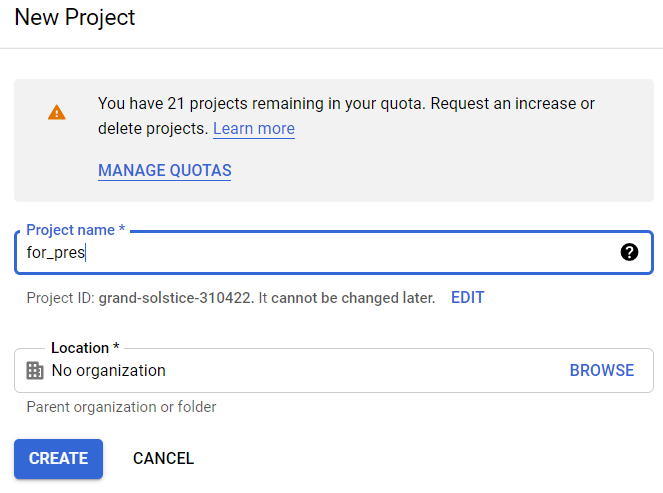 New Project
You have 21 projects remaining in your quota. Request an increase or
delete projects. Learn more
MANAGE QUOTAS
Project name *
for_pres
Project ID: grand-solstice-310422. It cannot be changed later. EDIT
Location *
No organization BROWSE
Parent organization or folder
CREATE CANCEL